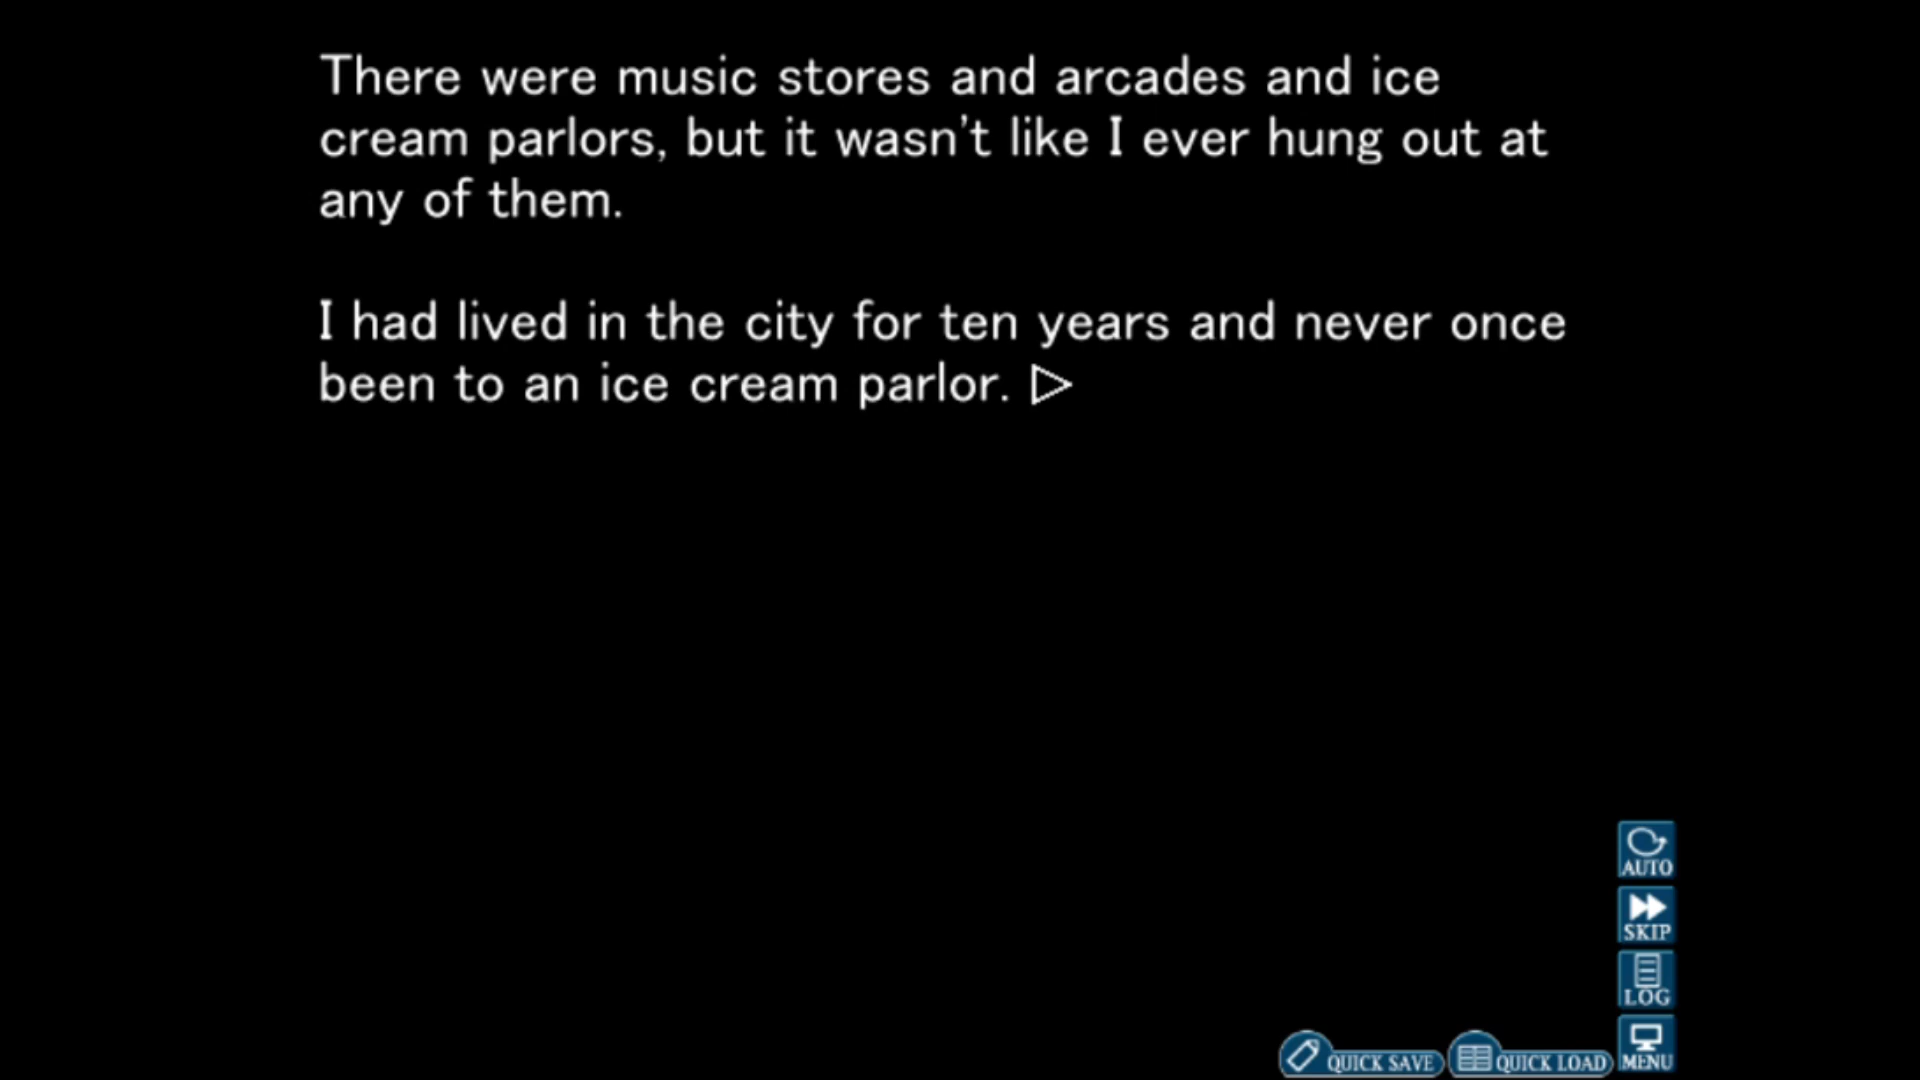 There were music stores and arcades and ice
cream parlors, but it wasn't like I ever hung out at
any of them.
I had lived in the city for ten years and never once
been to an ice cream parlor.
AUTO
SKIP
LOG
MENU
QUICK SAVE
QUICK LOAD